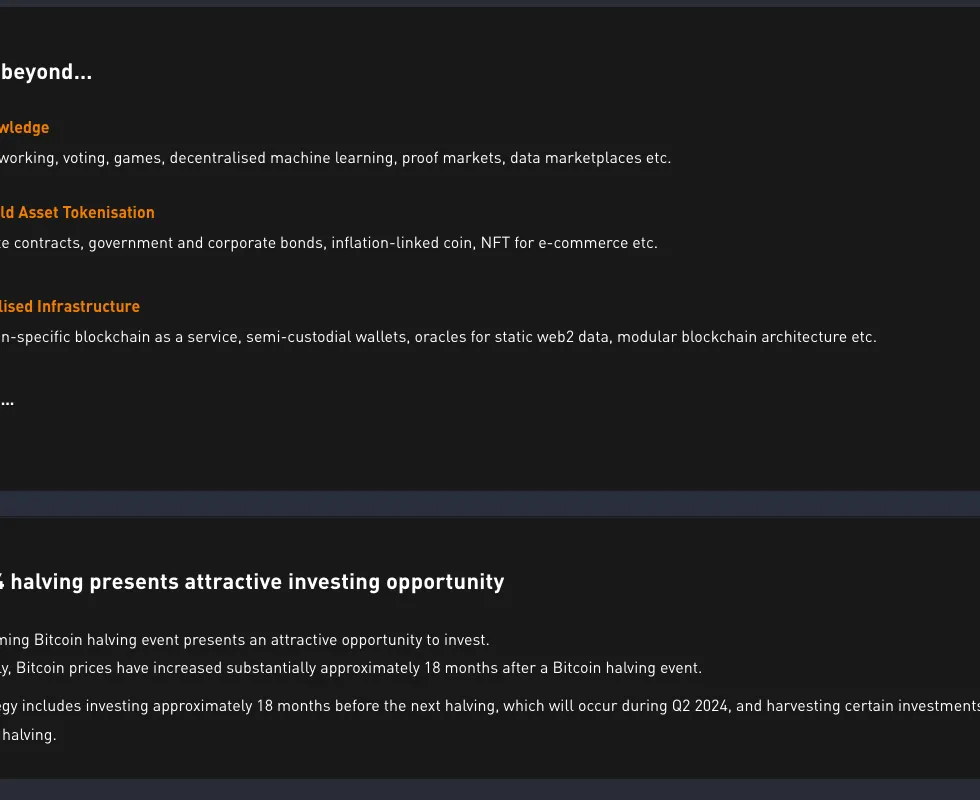 beyond...
wledge
working, voting, games, decentralised machine learning, proof markets, data marketplaces etc.
ld Asset Tokenisation
te contracts, government and corporate bonds, inflation-linked coin, NFT for e-commerce etc.
lised Infrastructure
n-specific blockchain as a service, semi-custodial wallets, oracles for static web2 data, modular blockchain architecture etc.
...
4 halving presents attractive investing opportunity
ming Bitcoin halving event presents an attractive opportunity to invest.
ly, Bitcoin prices have increased substantially approximately 18 months after a Bitcoin halving event.
egy includes investing approximately 18 months before the next halving, which will occur during Q2 2024, and harvesting certain investments
halving.